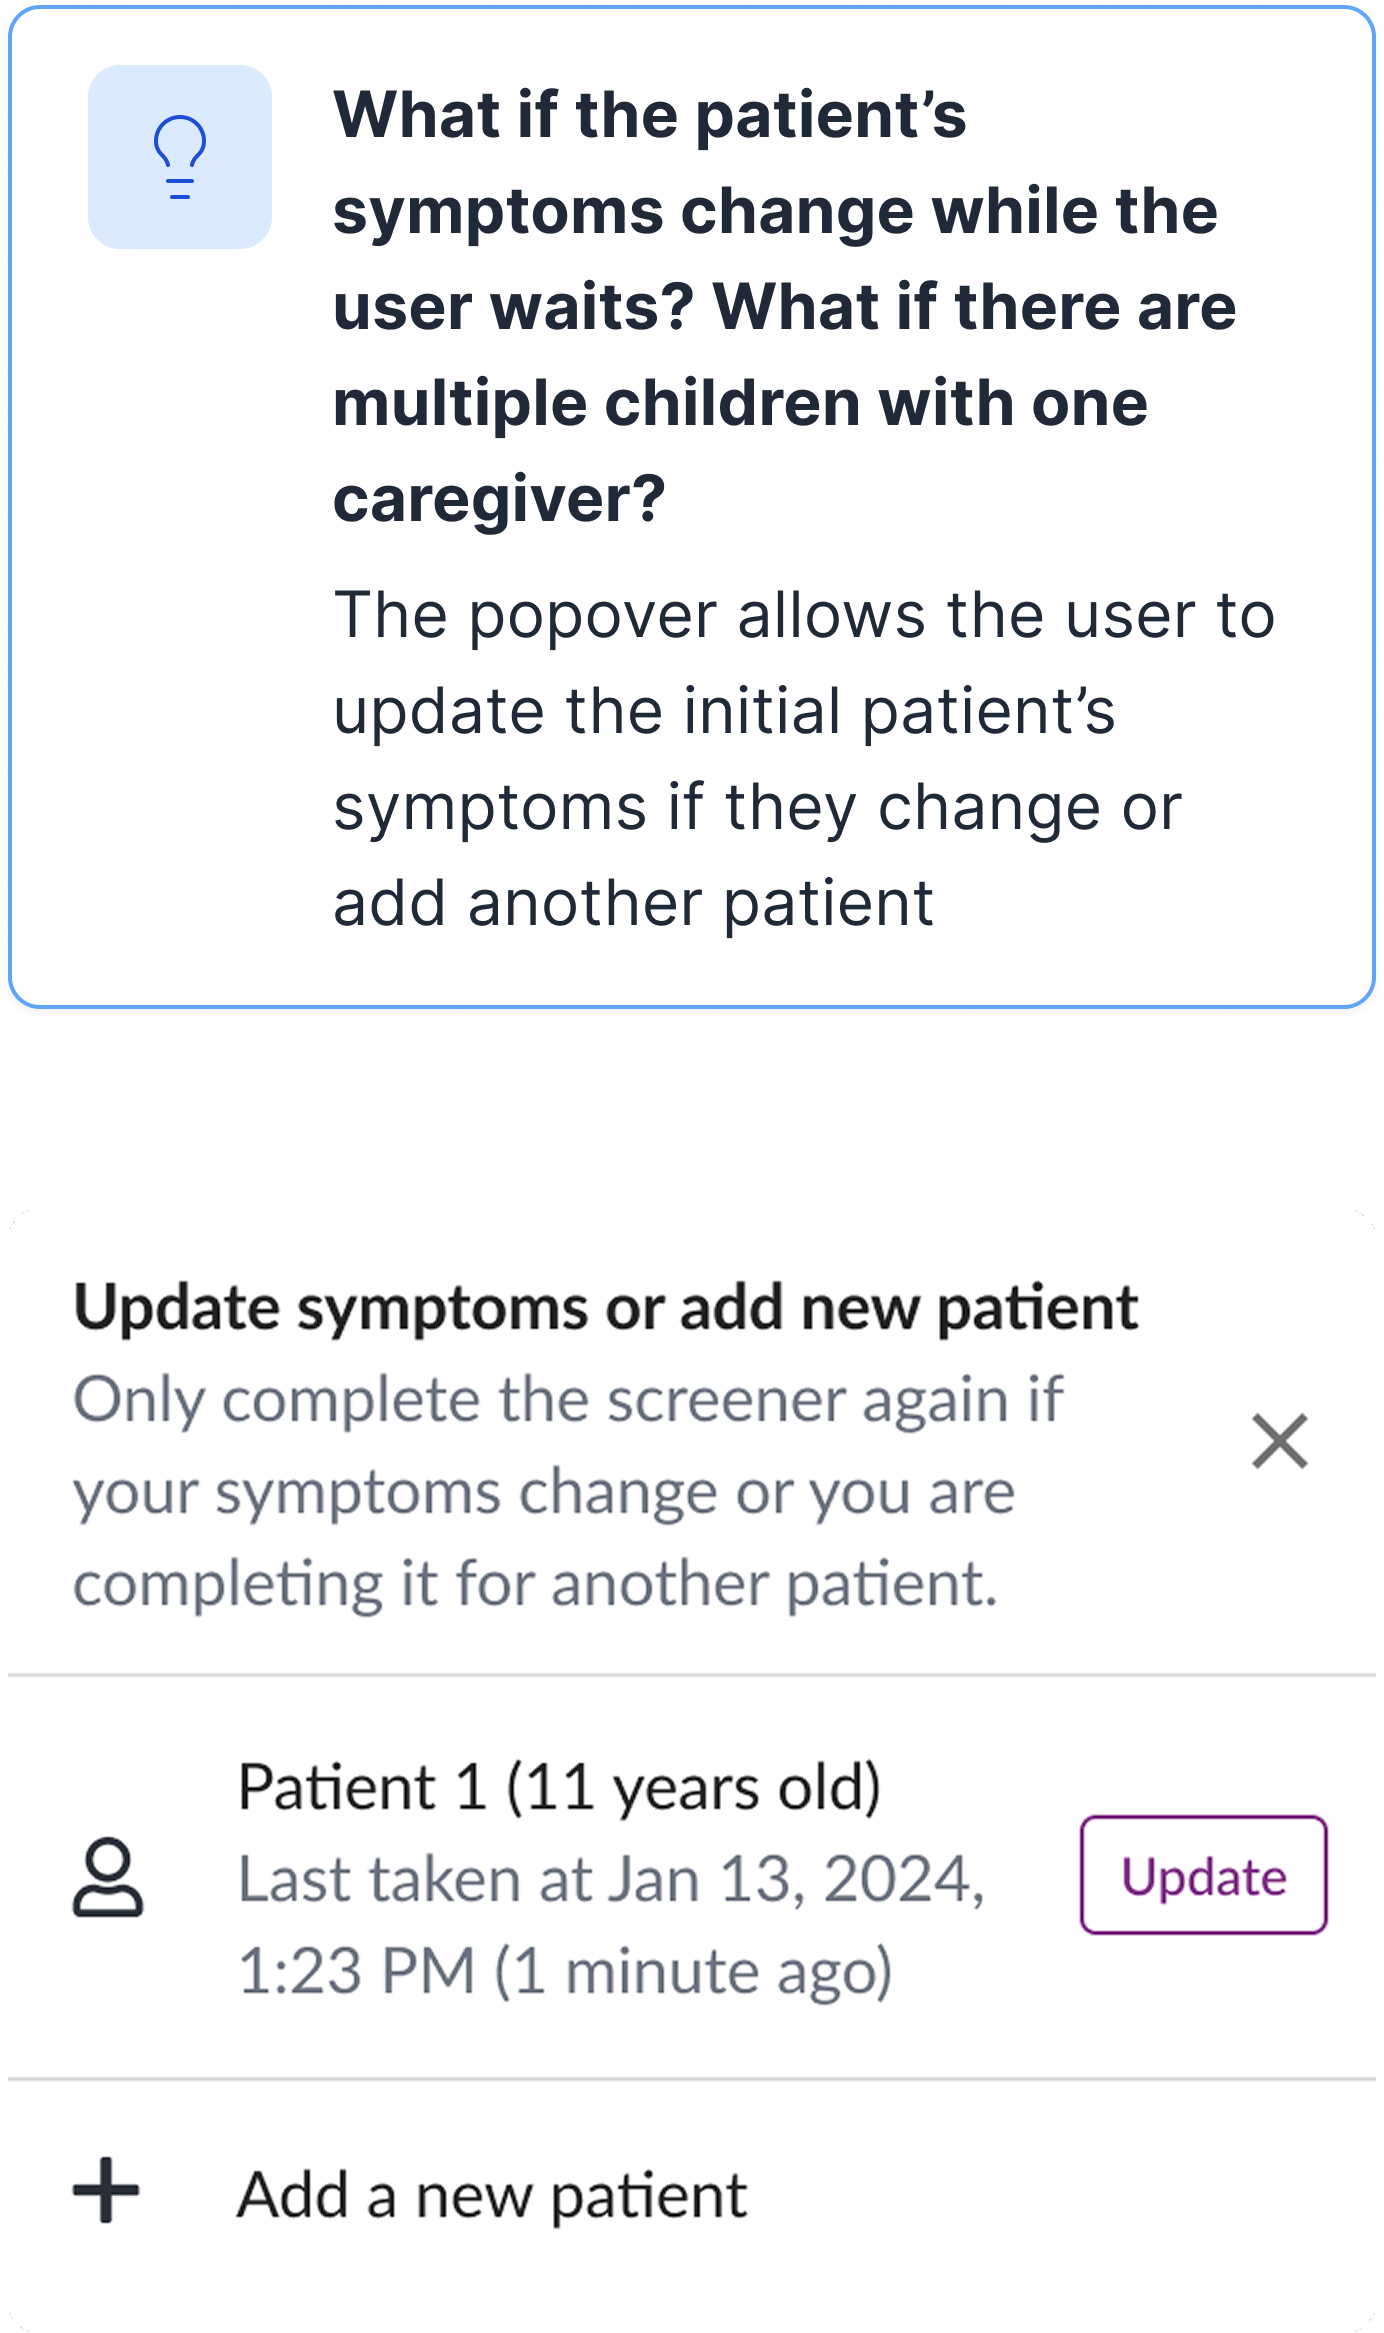 What if the patient’s
symptoms change while the
user waits? What if there are
multiple children with one
caregiver?
The popover allows the user to
update the initial patient’s
symptoms if they change or
add another patient
Update symptoms or add new patient
Only complete the screener again if
your symptoms change or you are
completing it for another patient.
Patient 1 (11 years old)
Last taken at Jan 13, 2024,
1:23 PM (1 minute ago)
Update
Add a new patient